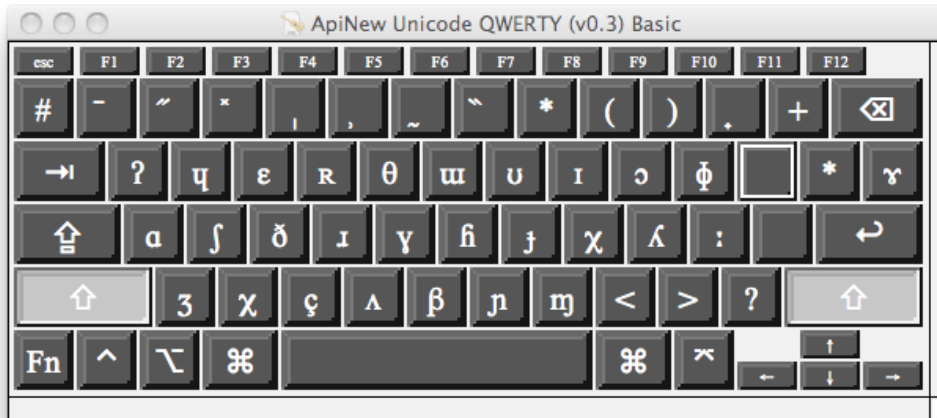 ApiNew Unicode QWERTY (v0.3) Basic
esc F1 F2 F3 F4 F5 F6 F7 F8 F9 F10 F11 F12
# * ( ) +
ʔ ɥ ɛ ʀ θ ɯ ʊ ɪ ɔ ɸ * ɤ
ɑ ʃ ð ɹ ɣ ɦ ɟ χ ʎ ː
ʒ χ ç ʌ β ɲ ɱ < > ?
Fn ^ ⌥ ⌘ ⌘ ⌤
← ↑ ↓ →